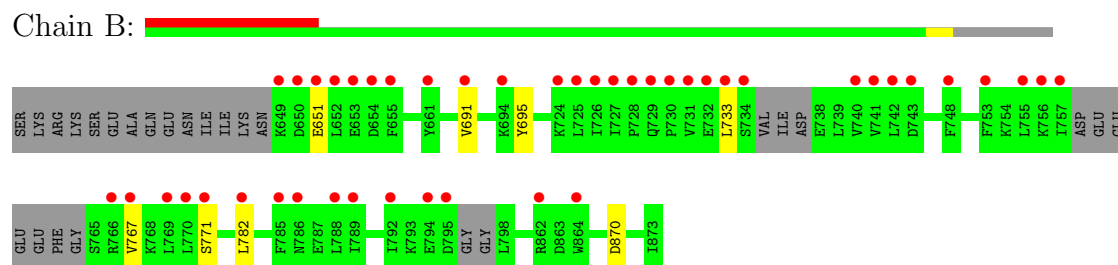 Chain B:
SER LYS ARG LYS SER GLU ALA GLN GLU ASN ILE ILE LYS ASN K649 D650 E651 L652 E653 D654 F655 Y661 V691 K694 Y695 K724 L725 I726 I727 P728 Q729 P730 V731 E732 L733 S734 VAL ILE ASP E738 L739 V740 V741 L742 D743 F748 F753 K754 L755 K756 I757 ASP GLU GLU
GLU GLU PHE GLY S765 R766 V767 K768 L769 L770 S771 L782 F785 N786 E787 L788 I789 I792 K793 E794 D795 GLY GLY L798 R862 D863 W864 D870 I873